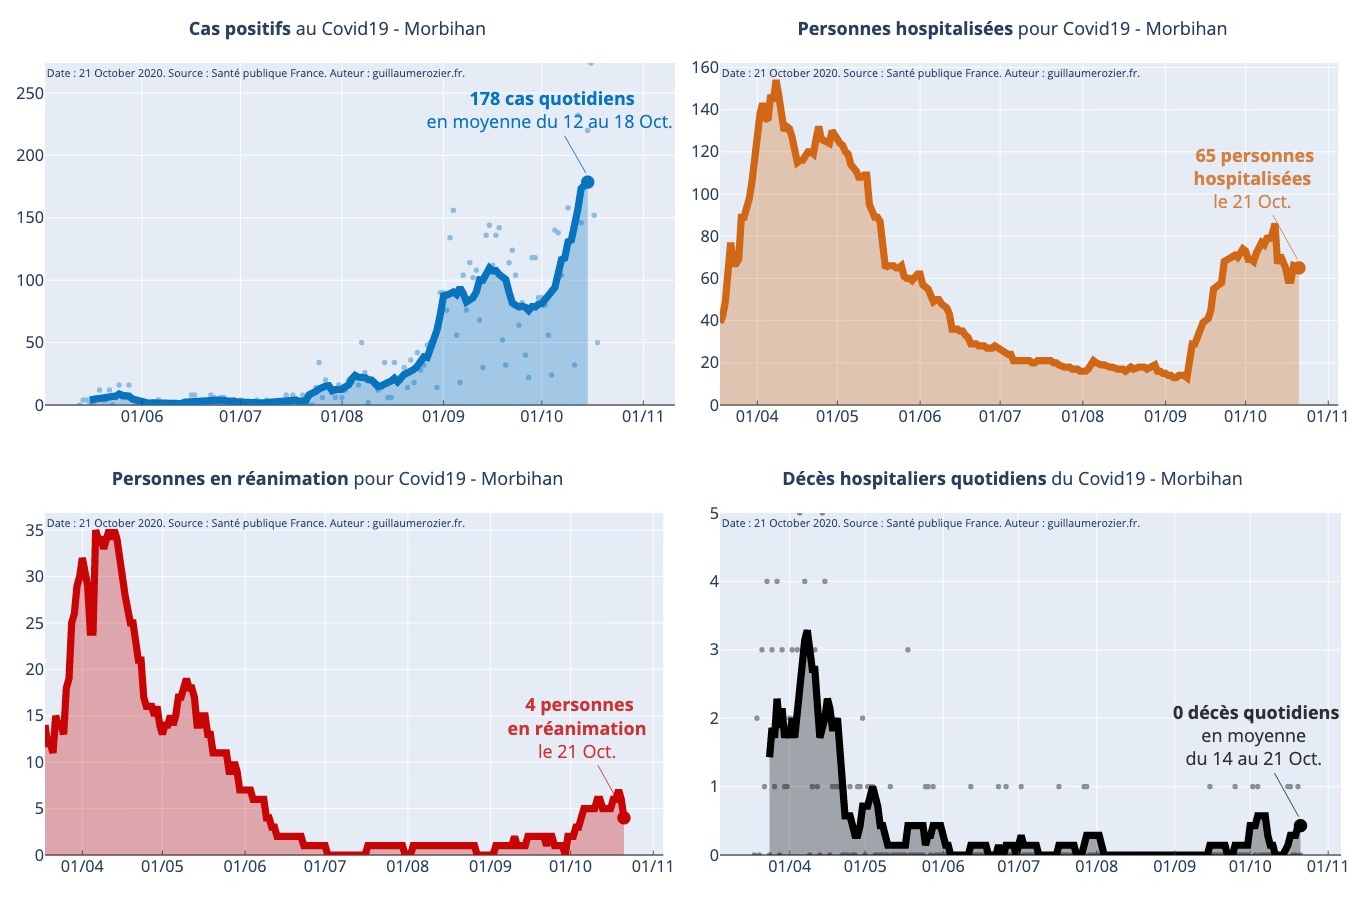 Cas positifs au Covid19 - Morbihan
Date : 21 October 2020. Source : Santé publique France. Auteur : guillaumerozier.fr.
178 cas quotidiens
en moyenne du 12 au 18 Oct.
250
200
150
100
50
0
01/06 01/07 01/08 01/09 01/10 01/11
Personnes hospitalisées pour Covid19 - Morbihan
Date : 21 October 2020. Source : Santé publique France. Auteur : guillaumerozier.fr.
65 personnes
hospitalisées
le 21 Oct.
160
140
120
100
80
60
40
20
0
01/04 01/05 01/06 01/07 01/08 01/09 01/10 01/11
Personnes en réanimation pour Covid19 - Morbihan
Date : 21 October 2020. Source : Santé publique France. Auteur : guillaumerozier.fr.
4 personnes
en réanimation
le 21 Oct.
35
30
25
20
15
10
5
0
01/04 01/05 01/06 01/07 01/08 01/09 01/10 01/11
Décès hospitaliers quotidiens du Covid19 - Morbihan
Date : 21 October 2020. Source : Santé publique France. Auteur : guillaumerozier.fr.
0 décès quotidiens
en moyenne
du 14 au 21 Oct.
5
4
3
2
1
0
01/04 01/05 01/06 01/07 01/08 01/09 01/10 01/11